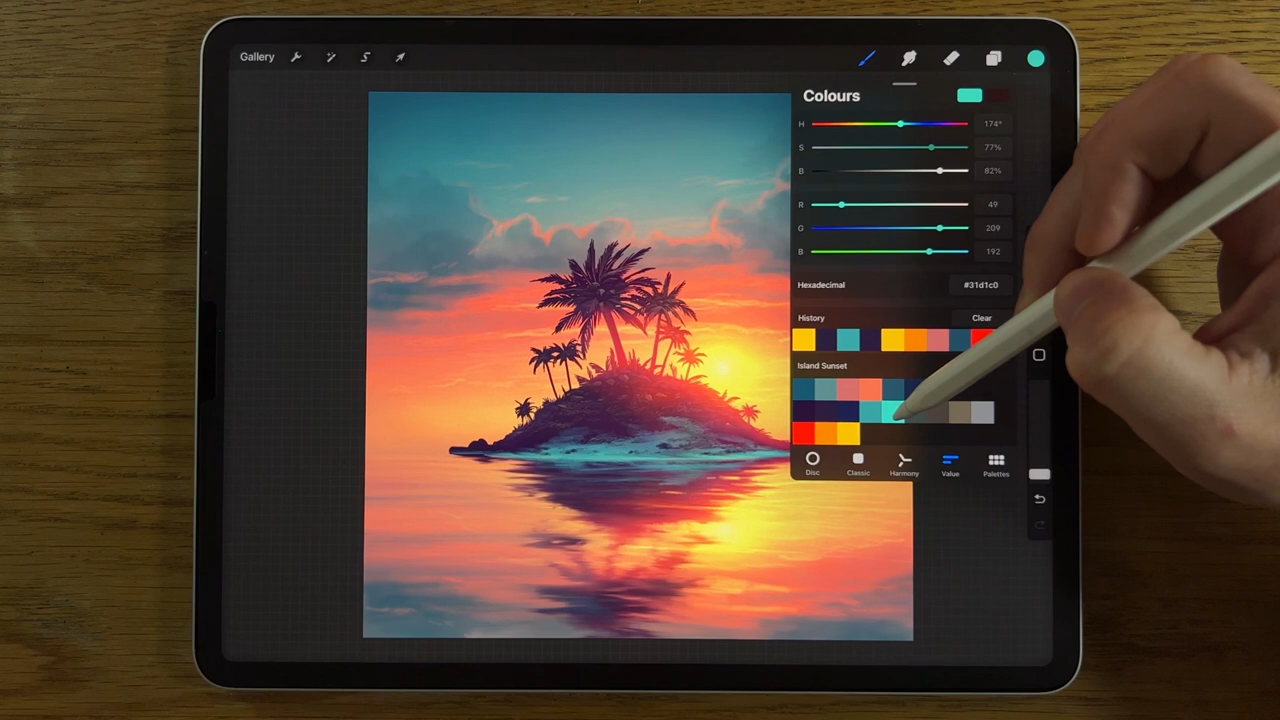 Gallery
Colours
H 174°
S 77%
B 82%
R 49
G 209
B 192
Hexadecimal #31d1c0
History Clear
Island Sunset
Disc Classic Harmony Value Palettes